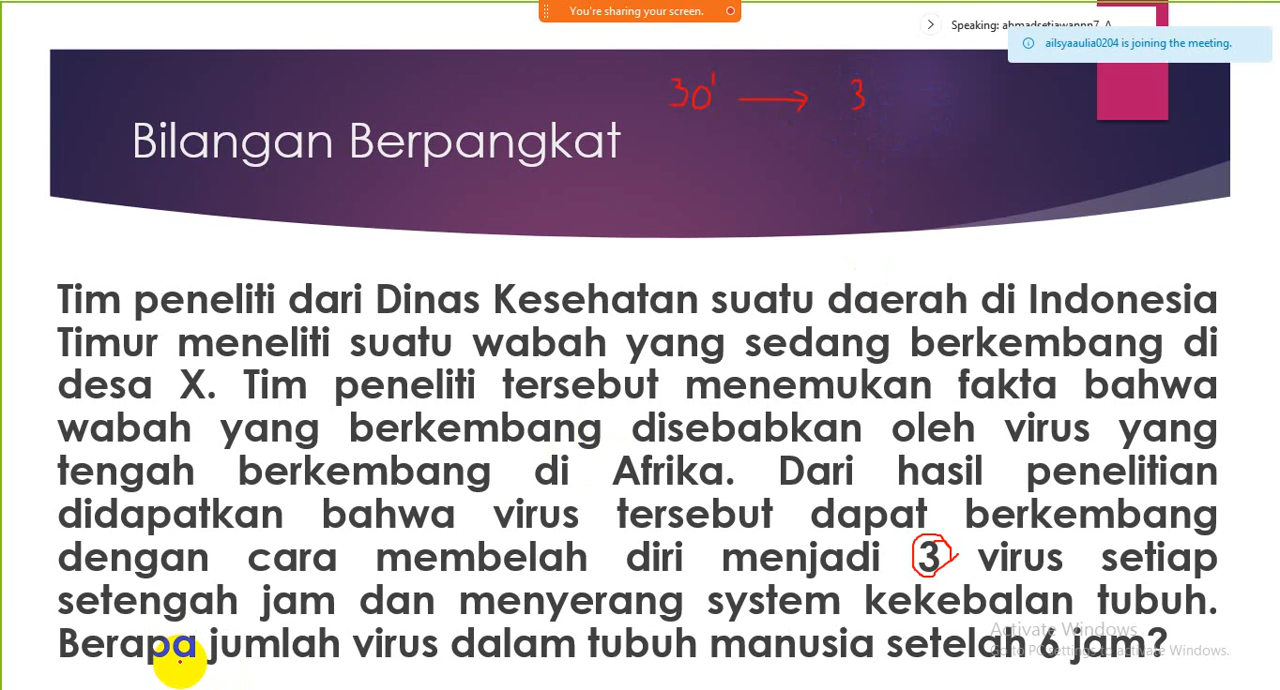 You're sharing your screen.
Speaking: ahmadsetiawannn7_A
ailsyaaulia0204 is joining the meeting.
30' → 3
Bilangan Berpangkat
Tim peneliti dari Dinas Kesehatan suatu daerah di Indonesia
Timur meneliti suatu wabah yang sedang berkembang di
desa X. Tim peneliti tersebut menemukan fakta bahwa
wabah yang berkembang disebabkan oleh virus yang
tengah berkembang di Afrika. Dari hasil penelitian
didapatkan bahwa virus tersebut dapat berkembang
dengan cara membelah diri menjadi 3 virus setiap
setengah jam dan menyerang system kekebalan tubuh.
Berapa jumlah virus dalam tubuh manusia setelah 6 jam?
Activate Windows
Go to PC settings to activate Windows.